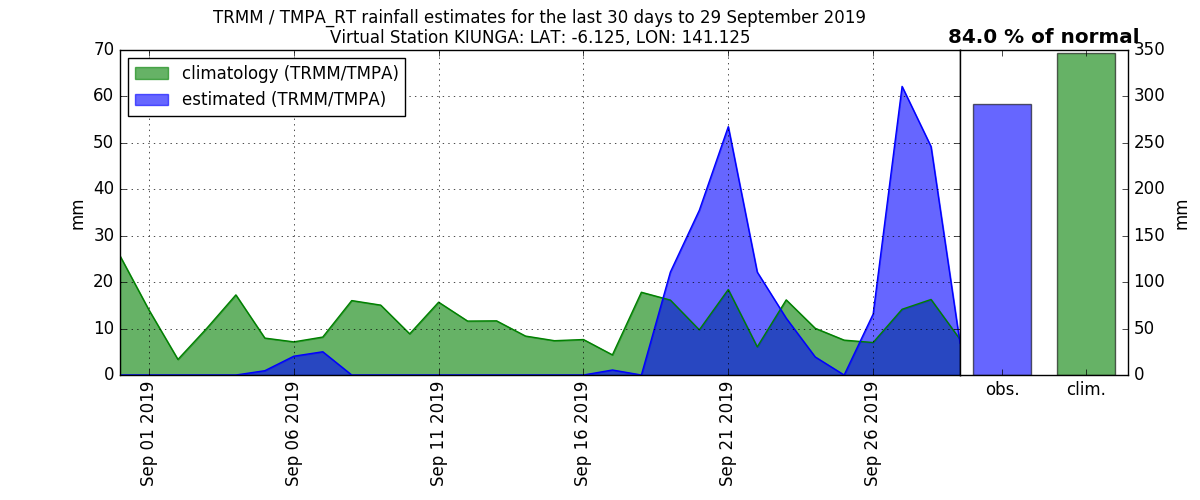 TRMM / TMPA_RT rainfall estimates for the last 30 days to 29 September 2019
Virtual Station KIUNGA: LAT: -6.125, LON: 141.125
84.0 % of normal
climatology (TRMM/TMPA)
estimated (TRMM/TMPA)
70
60
50
40
30
20
10
0
mm
Sep 01 2019
Sep 06 2019
Sep 11 2019
Sep 16 2019
Sep 21 2019
Sep 26 2019
obs.
clim.
350
300
250
200
150
100
50
0
mm